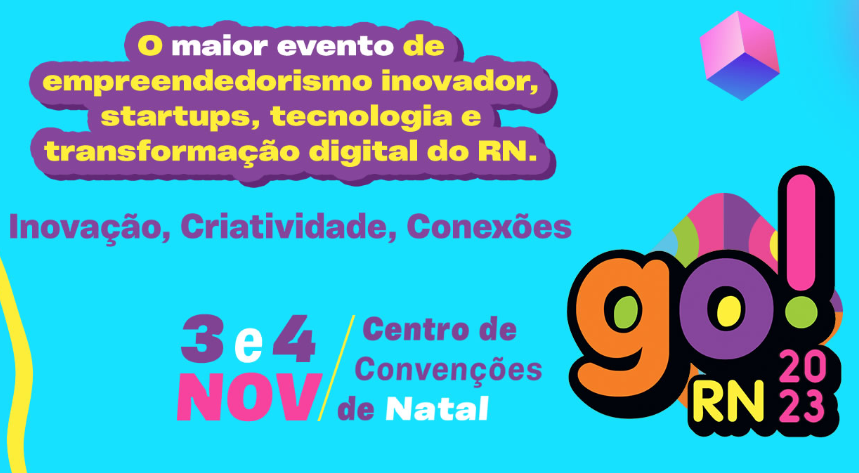 O maior evento de
empreendedorismo inovador,
startups, tecnologia e
transformação digital do RN.
Inovação, Criatividade, Conexões
3 e 4
NOV
Centro de
Convenções
de Natal
go!
RN
20
23